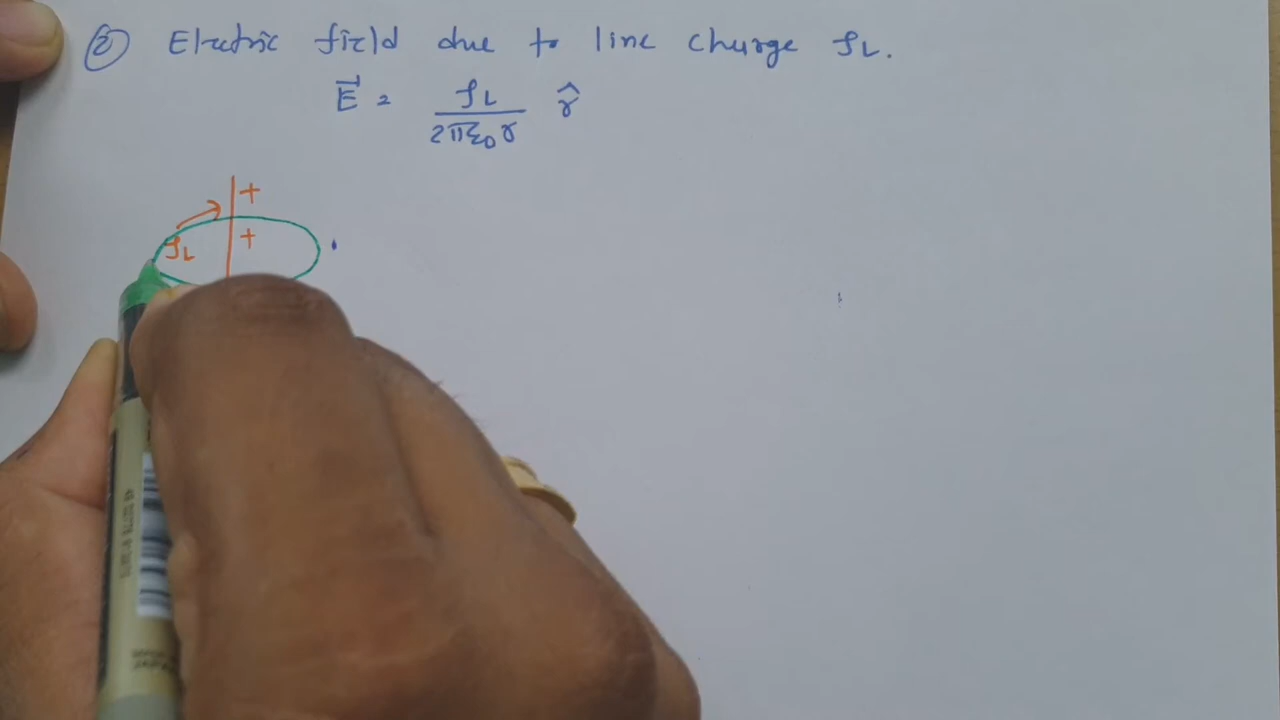 ② Electric field due to line charge ρL.
E⃗ = ρL / 2πε0r r̂
+
ρL +